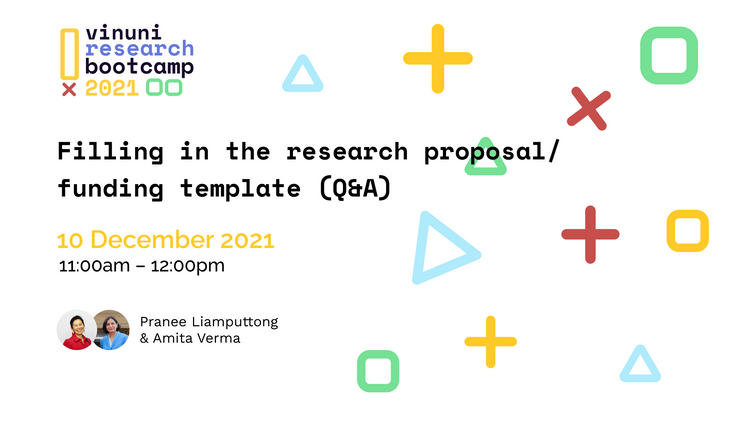 vinuni
research
bootcamp
2021
Filling in the research proposal/
funding template (Q&A)
10 December 2021
11:00am – 12:00pm
Pranee Liamputtong
& Amita Verma